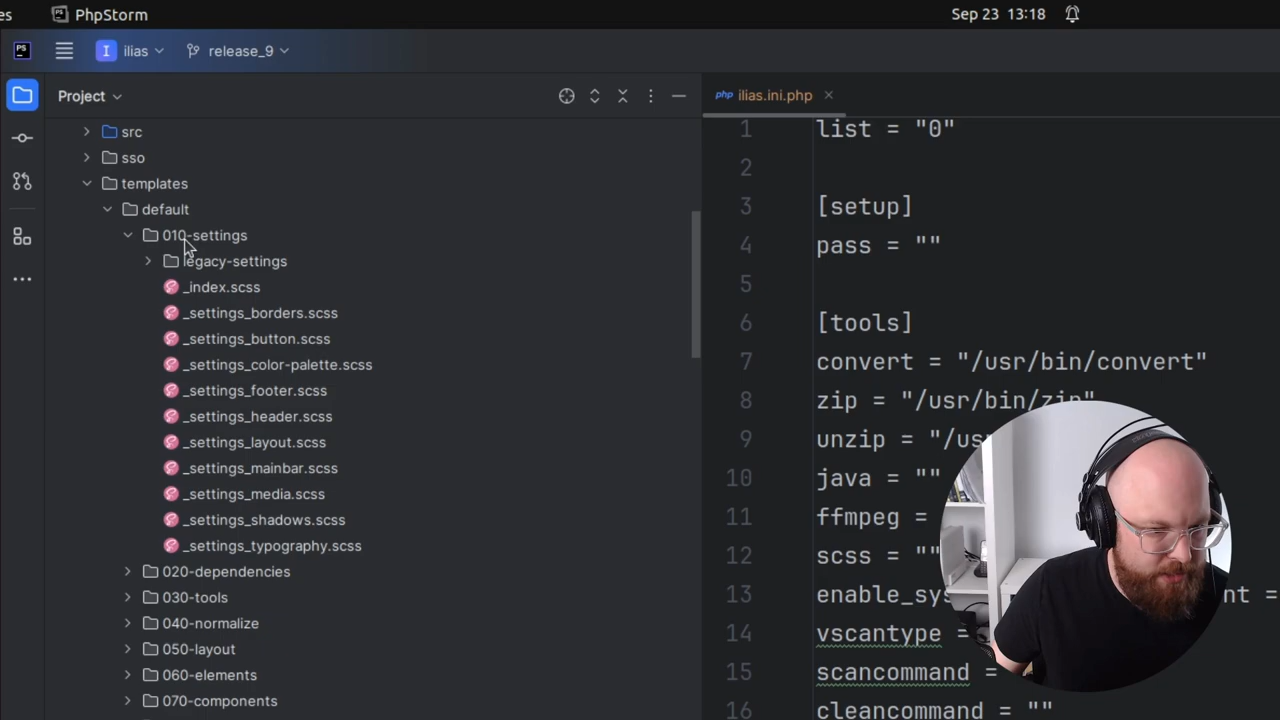 es PhpStorm Sep 23 13:18
PS I ilias release_9
Project
php ilias.ini.php
src
sso
templates
default
010-settings
legacy-settings
_index.scss
_settings_borders.scss
_settings_button.scss
_settings_color-palette.scss
_settings_footer.scss
_settings_header.scss
_settings_layout.scss
_settings_mainbar.scss
_settings_media.scss
_settings_shadows.scss
_settings_typography.scss
020-dependencies
030-tools
040-normalize
050-layout
060-elements
070-components
1 list = "0"
2
3 [setup]
4 pass = ""
5
6 [tools]
7 convert = "/usr/bin/convert"
8 zip = "/usr/bin/zip"
9 unzip = "/us
10 java = ""
11 ffmpeg =
12 scss = ""
13 enable_sys nt =
14 vscantype =
15 scancommand =
16 cleancommand = ""